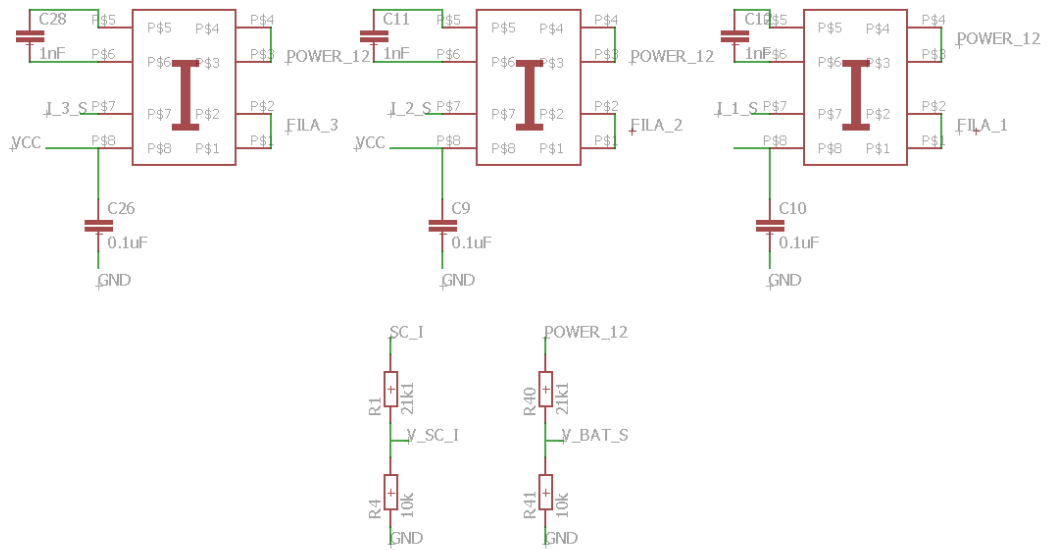 C28
P$5 P$5 P$4 P$4
1nF P$6 P$6 P$3 P$3 POWER_12
I
I_3_S P$7 P$7 P$2 P$2
FILA_3
VCC P$8 P$8 P$1 P$1
C26
0.1uF
GND
C11
P$5 P$5 P$4 P$4
1nF P$6 P$6 P$3 P$3 POWER_12
I
I_2_S P$7 P$7 P$2 P$2
FILA_2
VCC P$8 P$8 P$1 P$1
C9
0.1uF
GND
C12
P$5 P$5 P$4 P$4
POWER_12
1nF P$6 P$6 P$3 P$3
I
I_1_S P$7 P$7 P$2 P$2
FILA_1
P$8 P$8 P$1 P$1
C10
0.1uF
GND
SC_I
R1 21k1
V_SC_I
R4 10k
GND
POWER_12
R40 21k1
V_BAT_S
R41 10k
GND